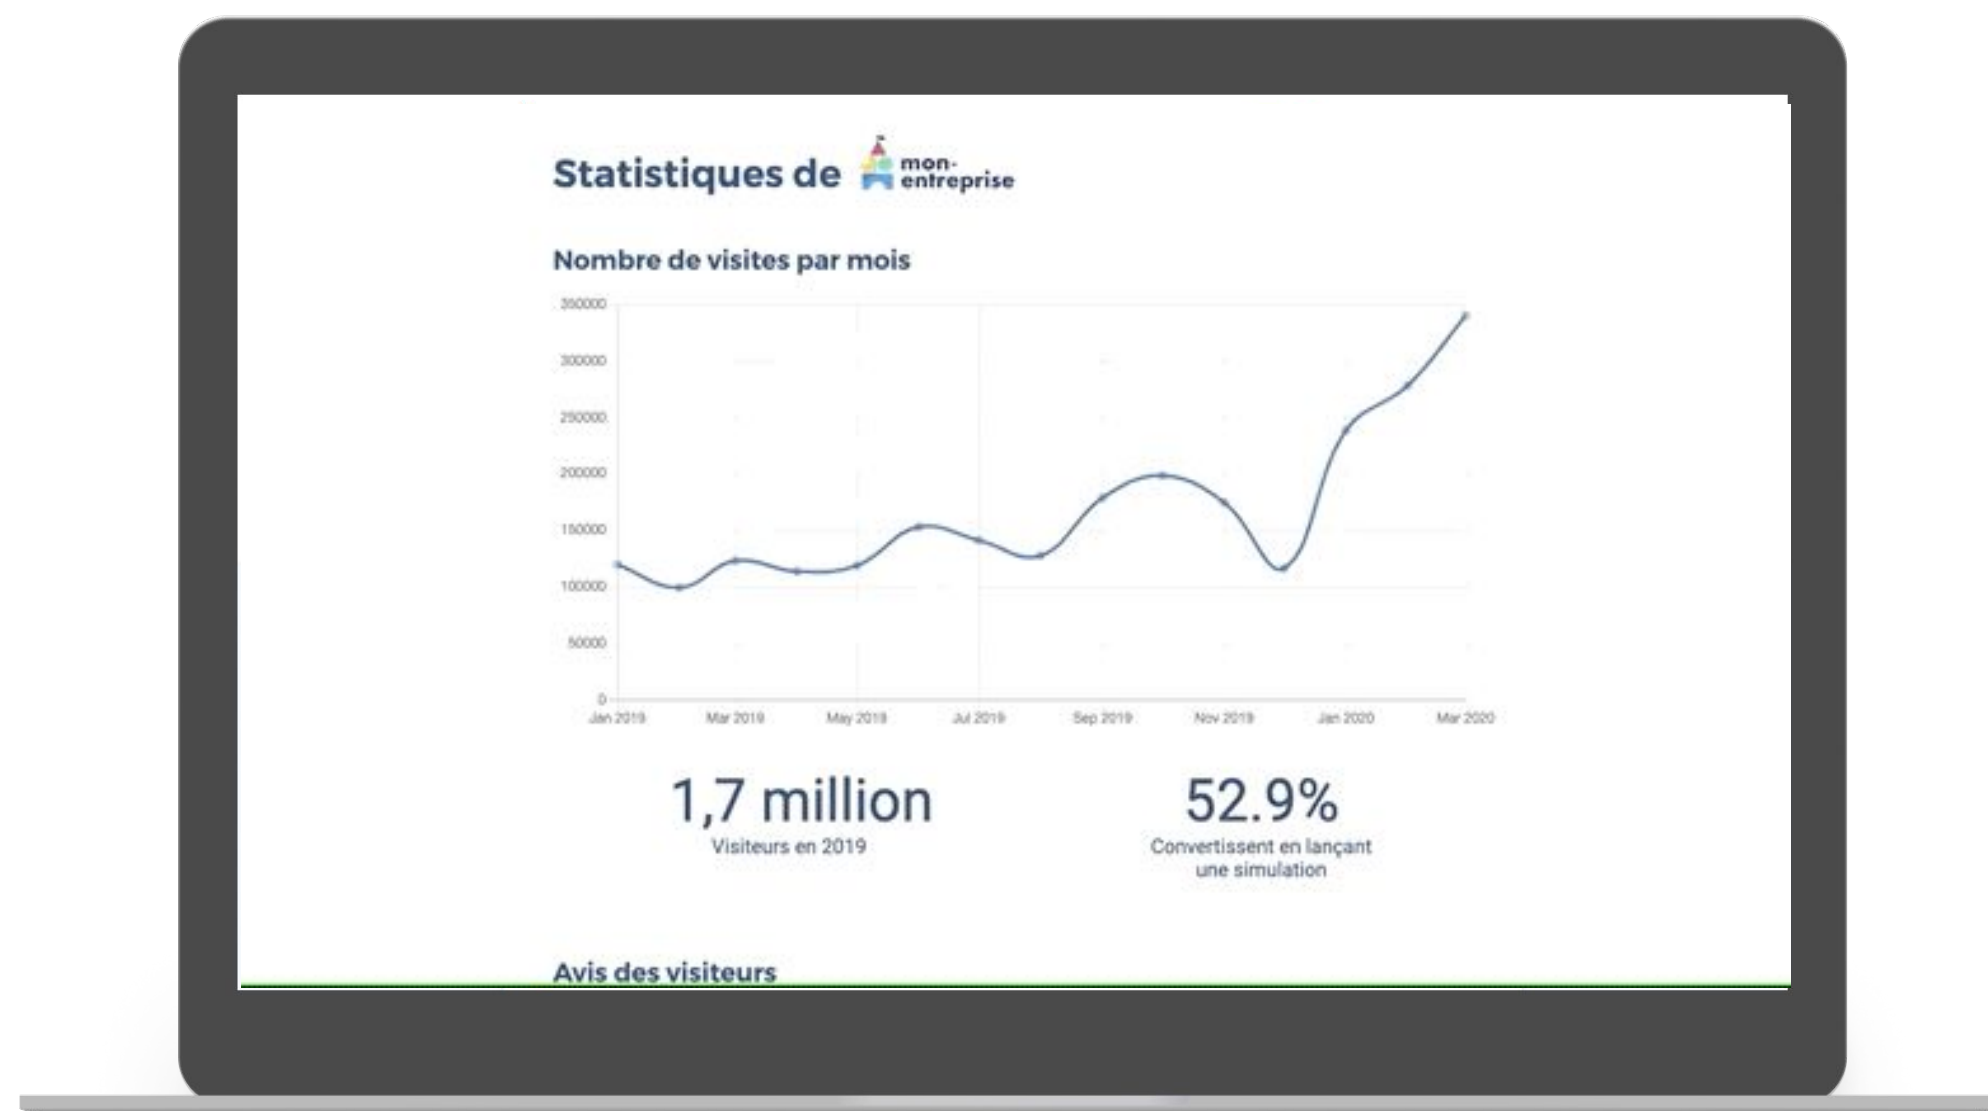 Statistiques de
mon-
entreprise
Nombre de visites par mois
350000
300000
250000
200000
150000
100000
50000
0
Jan 2019 Mar 2019 May 2019 Jul 2019 Sep 2019 Nov 2019 Jan 2020 Mar 2020
1,7 million
Visiteurs en 2019
52.9%
Convertissent en lançant
une simulation
Avis des visiteurs